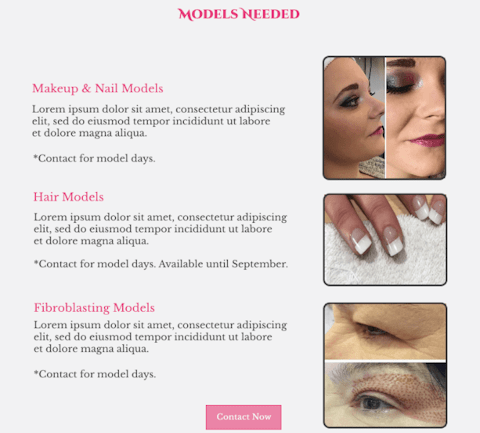 Models Needed
Makeup & Nail Models
Lorem ipsum dolor sit amet, consectetur adipiscing
elit, sed do eiusmod tempor incididunt ut labore
et dolore magna aliqua.
*Contact for model days.
Hair Models
Lorem ipsum dolor sit amet, consectetur adipiscing
elit, sed do eiusmod tempor incididunt ut labore
et dolore magna aliqua.
*Contact for model days. Available until September.
Fibroblasting Models
Lorem ipsum dolor sit amet, consectetur adipiscing
elit, sed do eiusmod tempor incididunt ut labore
et dolore magna aliqua.
*Contact for model days.
Contact Now